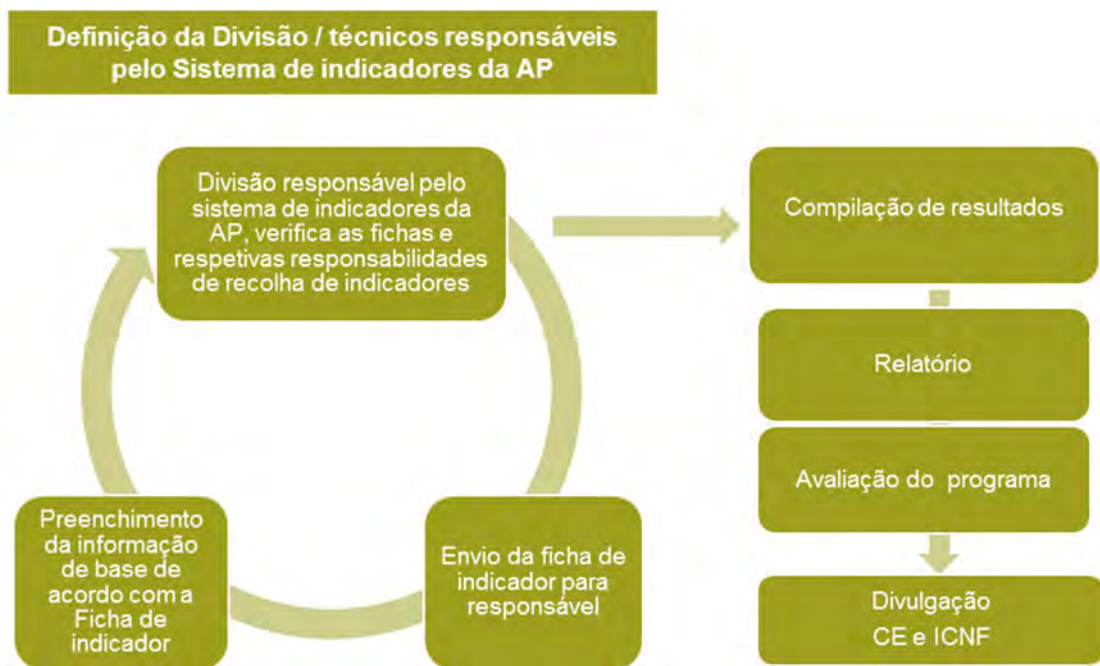 Definição da Divisão / técnicos responsáveis
pelo Sistema de indicadores da AP
Divisão responsável pelo
sistema de indicadores da
AP, verifica as fichas e
respetivas responsabilidades
de recolha de indicadores
Envio da ficha de
indicador para
responsável
Preenchimento
da informação
de base de
acordo com a
Ficha de
indicador
Compilação de resultados
Relatório
Avaliação do programa
Divulgação
CE e ICNF